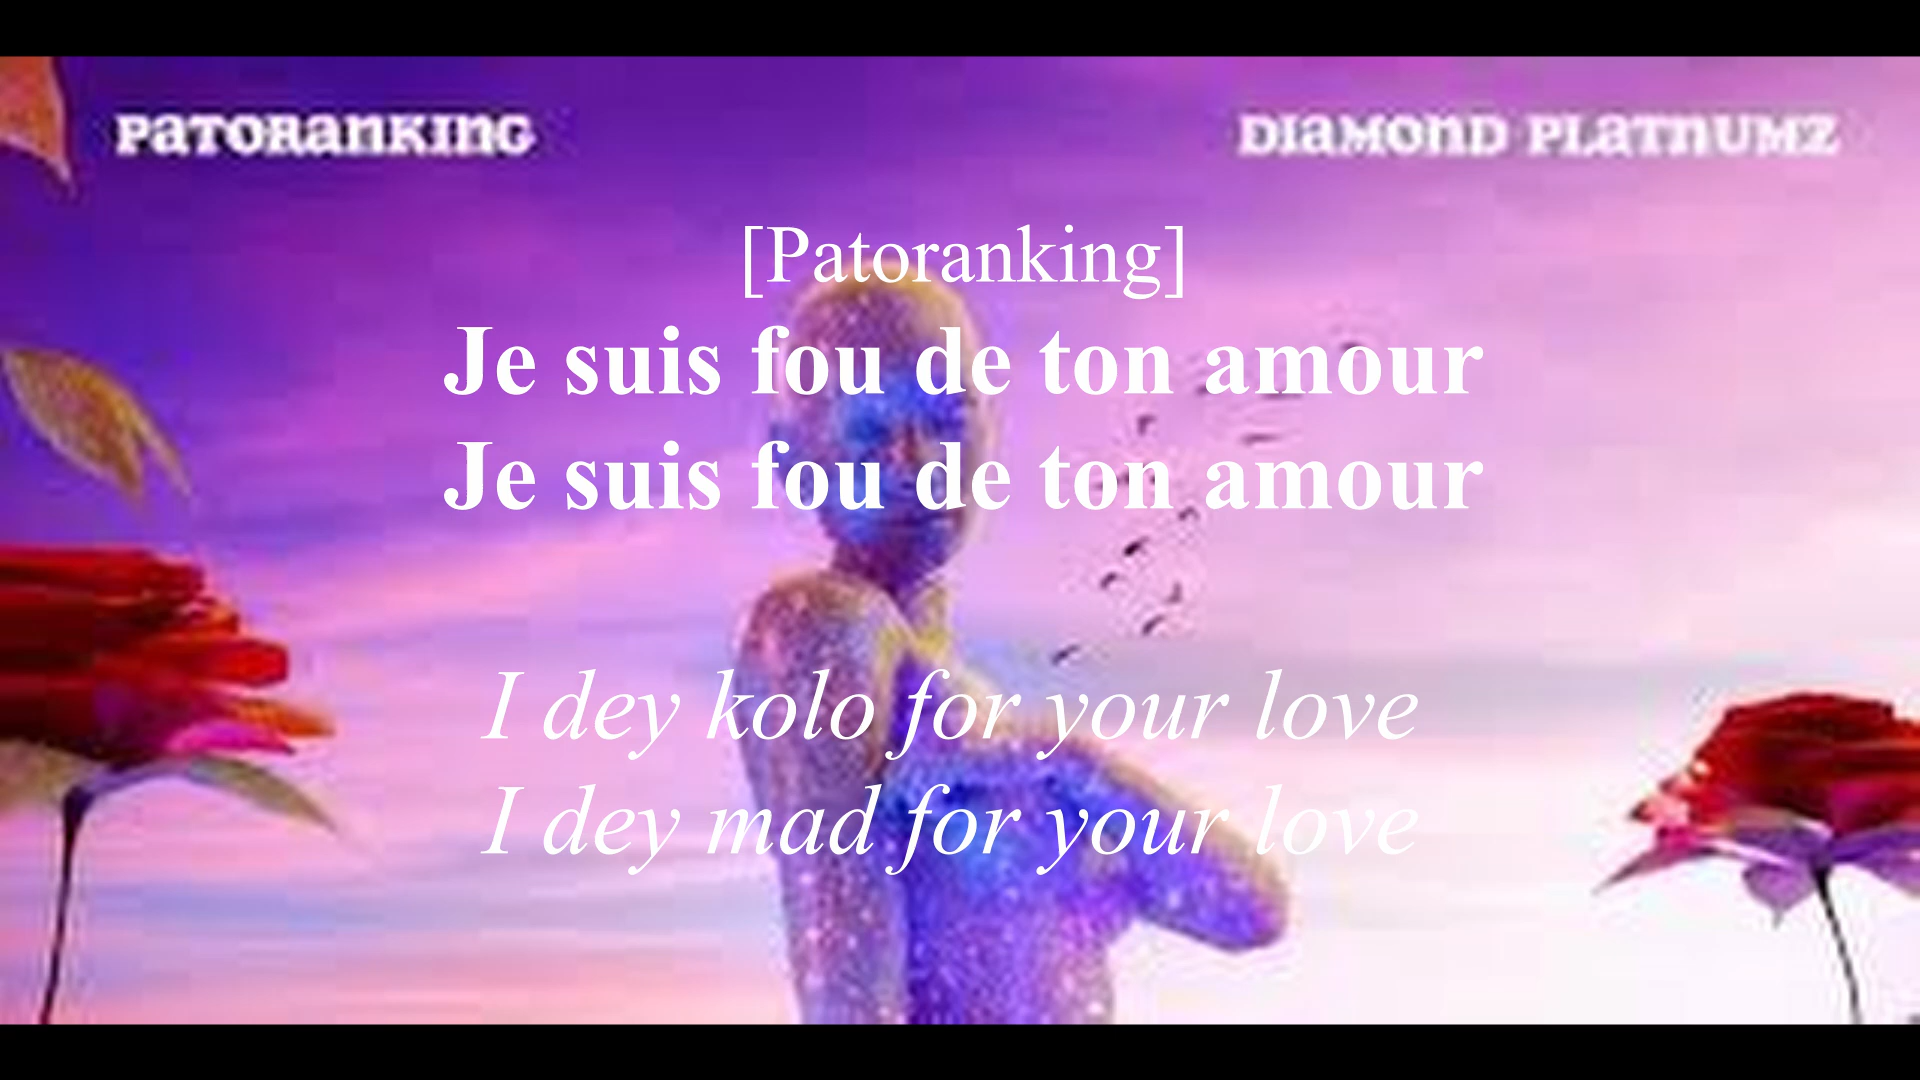 PATORANKING
DIAMOND PLATNUMZ
[Patoranking]
Je suis fou de ton amour
Je suis fou de ton amour
I dey kolo for your love
I dey mad for your love